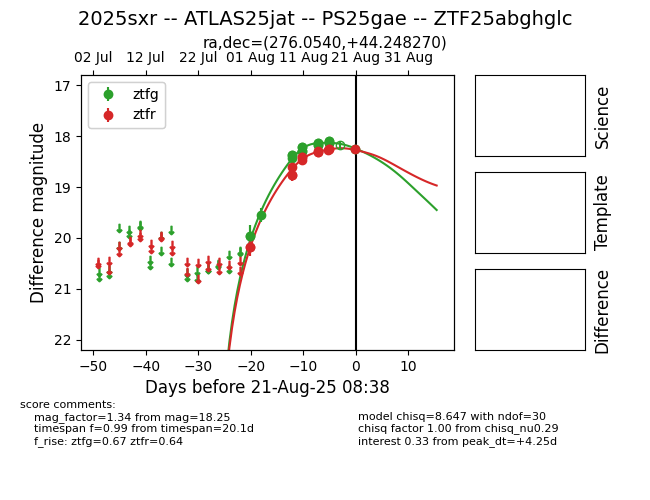 2025sxr -- ATLAS25jat -- PS25gae -- ZTF25abghglc
ra,dec=(276.0540,+44.248270)
02 Jul 12 Jul 22 Jul 01 Aug 11 Aug 21 Aug 31 Aug
ztfg
ztfr
17
18
19
20
21
22
Difference magnitude
−50 −40 −30 −20 −10 0 10
Days before 21-Aug-25 08:38
Science
Template
Difference
score comments:
mag_factor=1.34 from mag=18.25
timespan f=0.99 from timespan=20.1d
f_rise: ztfg=0.67 ztfr=0.64
model chisq=8.647 with ndof=30
chisq factor 1.00 from chisq_nu0.29
interest 0.33 from peak_dt=+4.25d